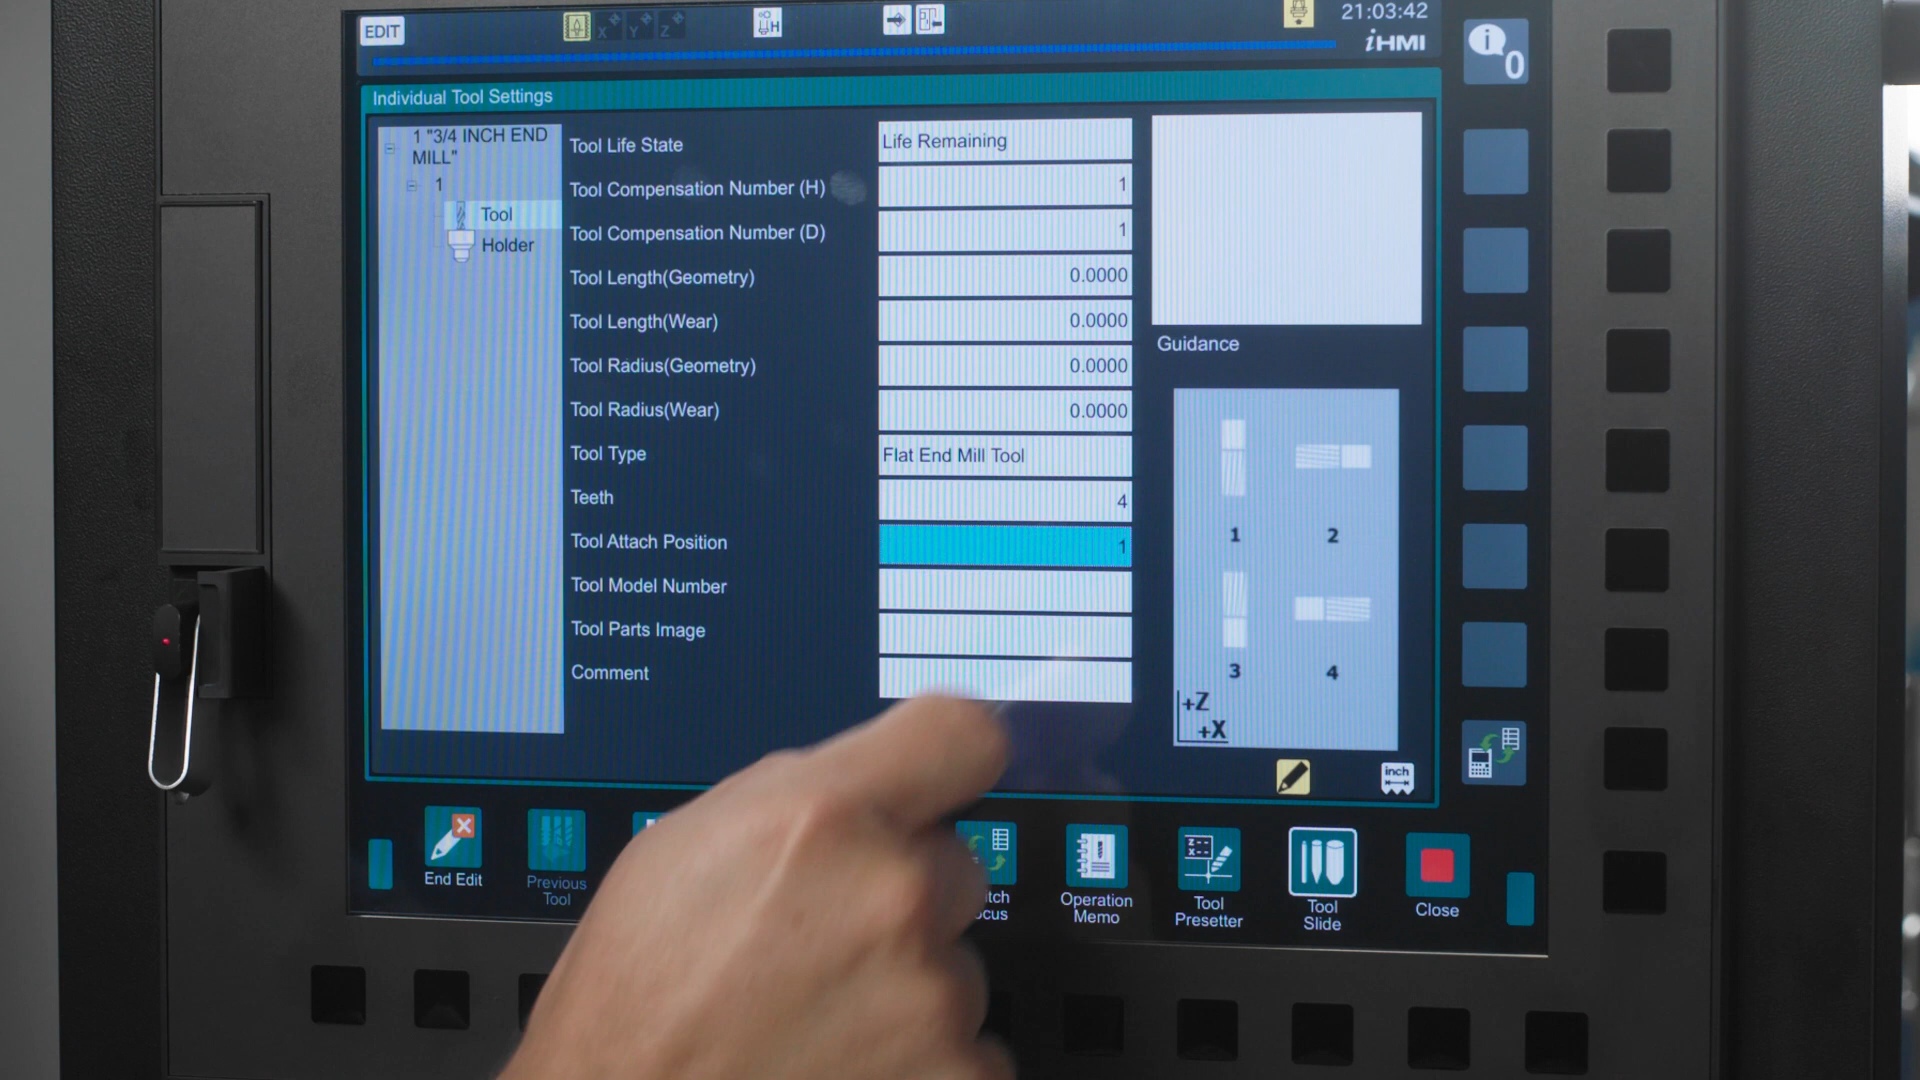 EDIT
X
Y
Z
H
21:03:42
iHMI
i
0
Individual Tool Settings
1 "3/4 INCH END
MILL"
1
Tool
Holder
Tool Life State
Life Remaining
Tool Compensation Number (H)
1
Tool Compensation Number (D)
1
Tool Length(Geometry)
0.0000
Tool Length(Wear)
0.0000
Tool Radius(Geometry)
0.0000
Tool Radius(Wear)
0.0000
Tool Type
Flat End Mill Tool
Teeth
4
Tool Attach Position
1
Tool Model Number
Tool Parts Image
Comment
Guidance
1
2
3
4
+Z
+X
inch
End Edit
Previous
Tool
Operation
Memo
Z
X
Tool
Presetter
Tool
Slide
Close